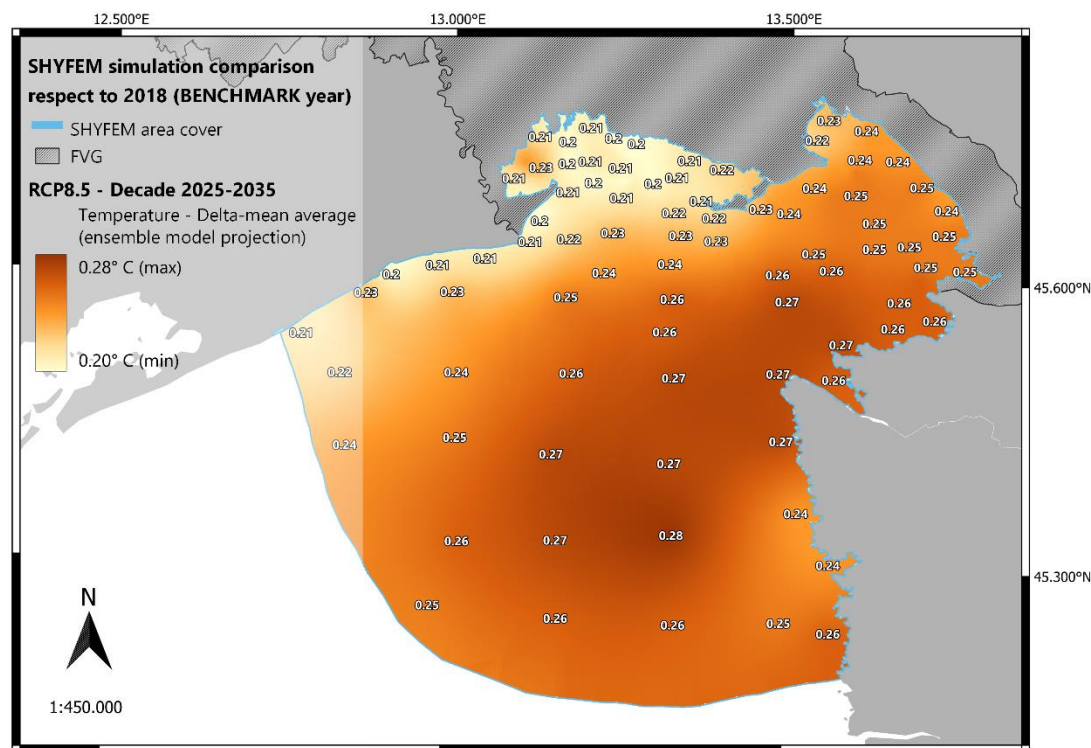 12.500°E 13.000°E 13.500°E
SHYFEM simulation comparison
respect to 2018 (BENCHMARK year)
SHYFEM area cover
FVG
RCP8.5 - Decade 2025-2035
Temperature - Delta-mean average
(ensemble model projection)
0.28° C (max)
0.20° C (min)
0.21 0.21 0.2 0.2 0.2
0.23 0.2 0.21 0.21 0.21 0.22
0.21 0.21 0.2 0.2 0.21
0.21 0.21
0.2 0.22 0.22 0.23 0.24
0.21 0.22 0.23 0.23 0.23
0.23 0.24
0.22
0.24 0.24
0.24 0.25 0.25
0.25 0.24
0.25 0.25 0.25
0.25 0.25 0.25
0.2 0.21 0.21 0.24 0.24 0.26 0.26
0.23 0.23 0.25 0.26 0.27 0.26
45.600°N
0.21 0.26 0.27 0.26 0.26
0.22 0.24 0.26 0.27 0.27 0.26
0.24 0.25 0.27 0.27 0.27
0.26 0.27 0.28 0.24
0.24
45.300°N
0.25 0.26 0.26 0.25 0.26
N
1:450.000